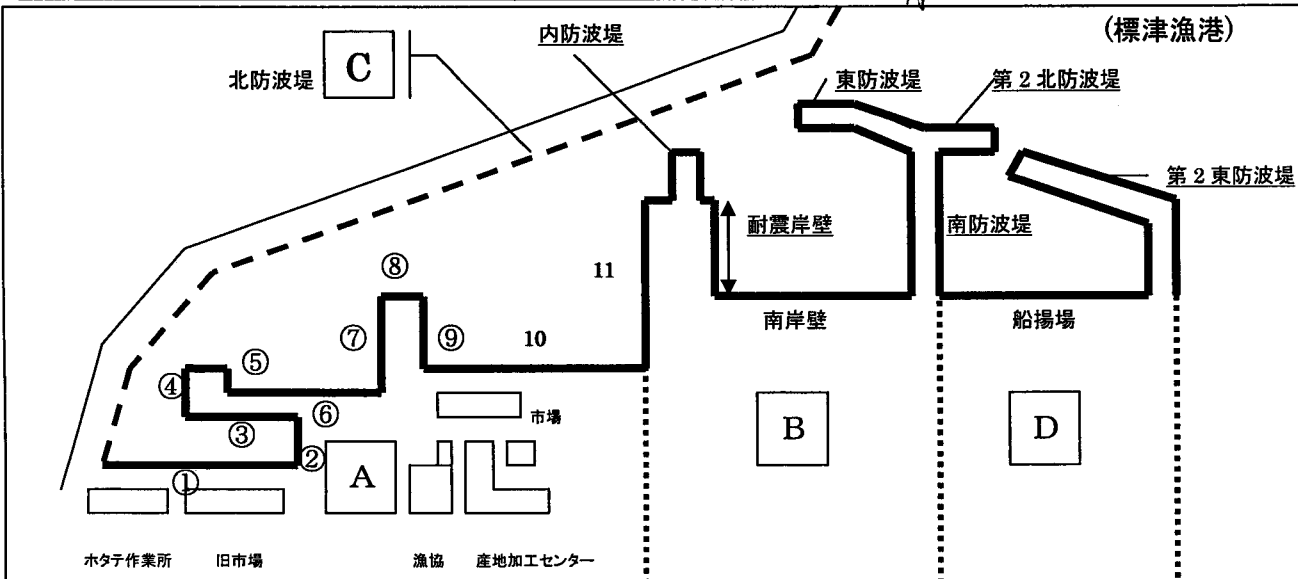 (標津漁港)
内防波堤
北防波堤
C
東防波堤
第2北防波堤
第2東防波堤
耐震岸壁
南防波堤
⑧
11
南岸壁
船揚場
⑦
⑨
10
⑤
④
⑥
市場
③
B
D
②
A
①
ホタテ作業所
旧市場
漁協
産地加工センター